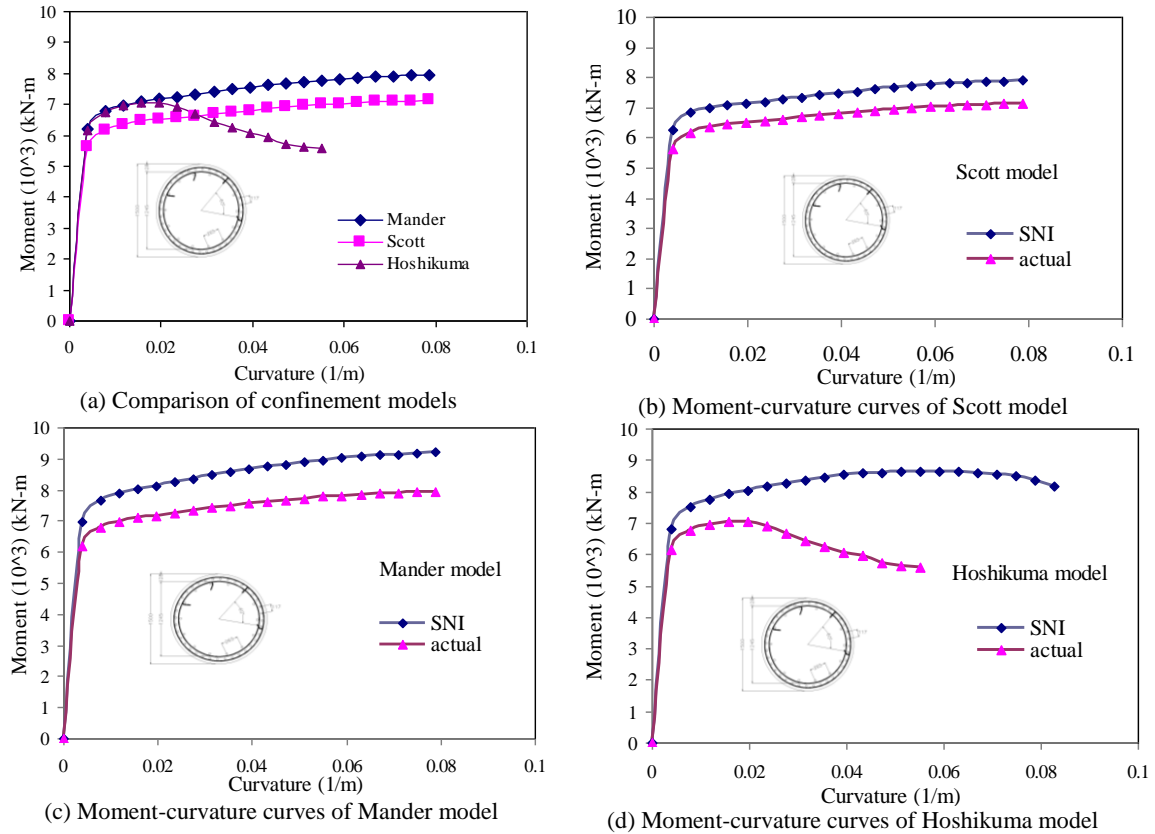 Moment (10^3) (kN-m)
10
9
8
7
6
5
4
3
2
1
0
Mander
Scott
Hoshikuma
0 0.02 0.04 0.06 0.08 0.1
Curvature (1/m)
(a) Comparison of confinement models
Moment (10^3) (kN-m)
10
9
8
7
6
5
4
3
2
1
0
Scott model
SNI
actual
0 0.02 0.04 0.06 0.08 0.1
Curvature (1/m)
(b) Moment-curvature curves of Scott model
Moment (10^3) (kN-m)
10
9
8
7
6
5
4
3
2
1
0
Mander model
SNI
actual
0 0.02 0.04 0.06 0.08 0.1
Curvature (1/m)
(c) Moment-curvature curves of Mander model
Moment (10^3) (kN-m)
10
9
8
7
6
5
4
3
2
1
0
Hoshikuma model
SNI
actual
0 0.02 0.04 0.06 0.08 0.1
Curvature (1/m)
(d) Moment-curvature curves of Hoshikuma model